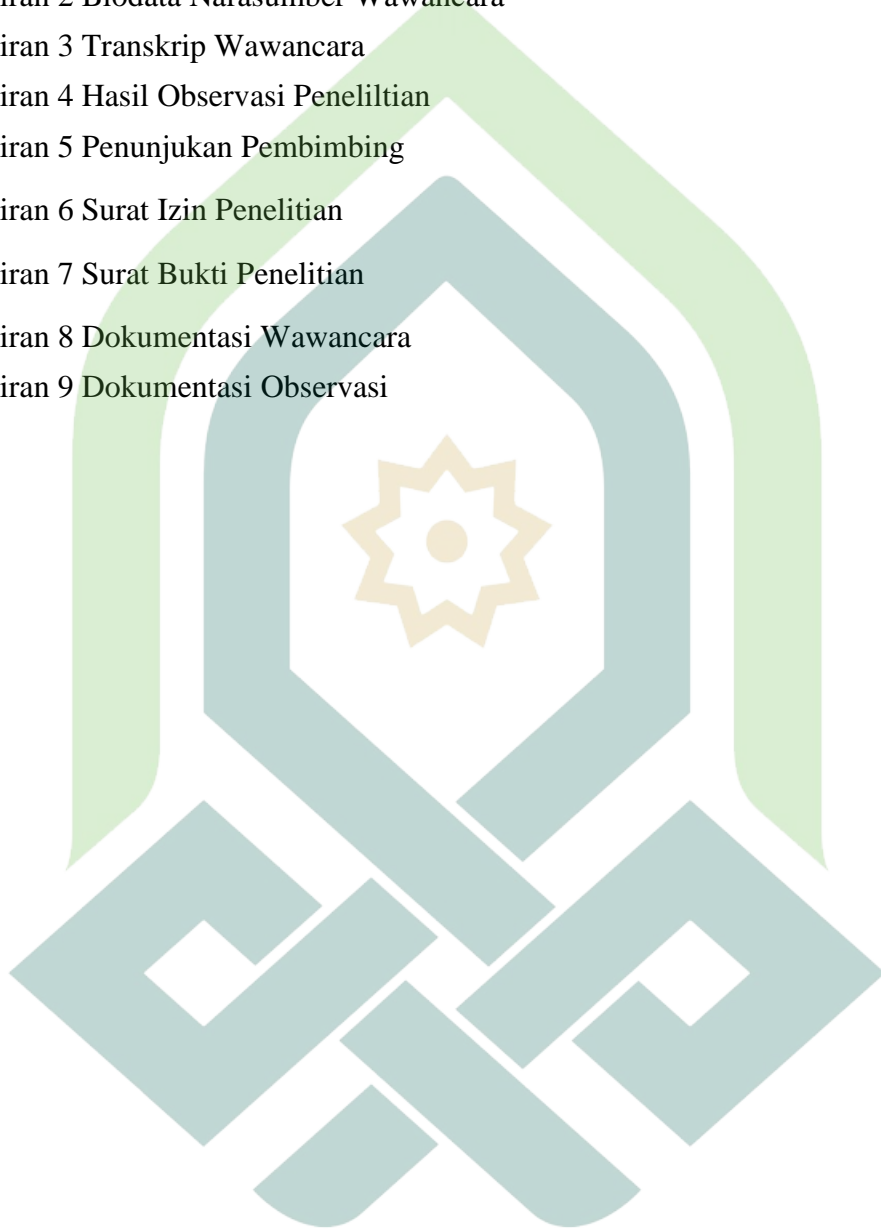 iran 2 Biodata Narasumber Wawancara
iran 3 Transkrip Wawancara
iran 4 Hasil Observasi Peneliltian
iran 5 Penunjukan Pembimbing
iran 6 Surat Izin Penelitian
iran 7 Surat Bukti Penelitian
iran 8 Dokumentasi Wawancara
iran 9 Dokumentasi Observasi